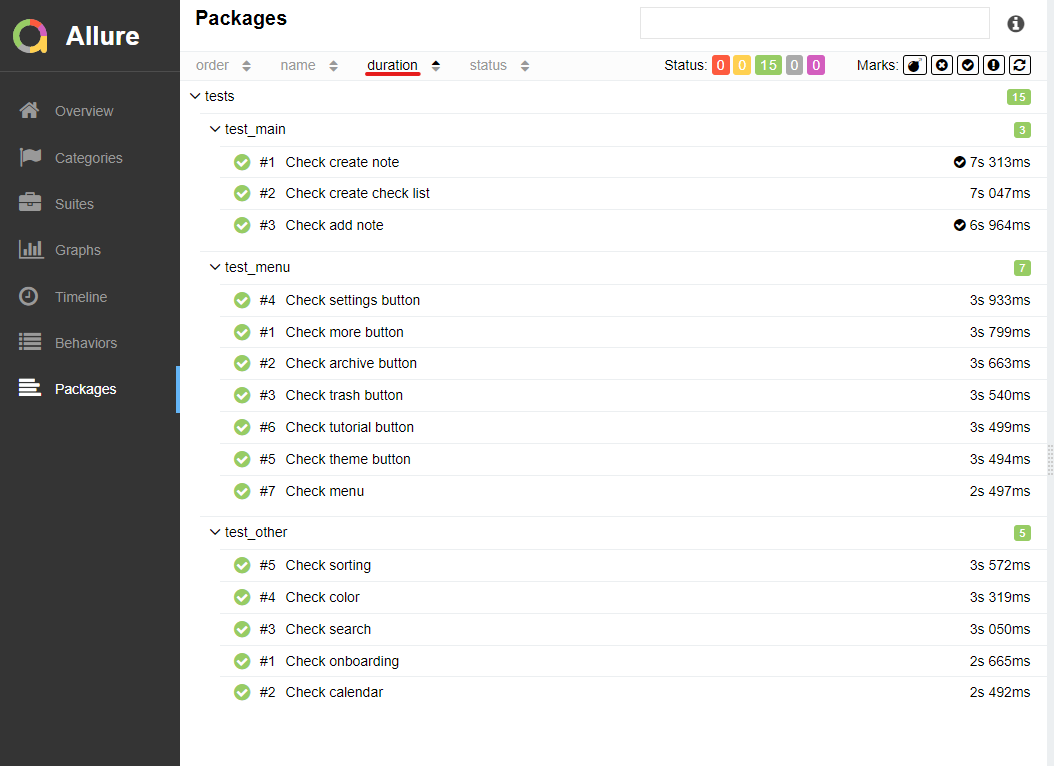 Allure
Overview
Categories
Suites
Graphs
Timeline
Behaviors
Packages
Packages
order name duration status Status: 0 0 15 0 0 Marks:
tests 15
test_main 3
#1 Check create note 7s 313ms
#2 Check create check list 7s 047ms
#3 Check add note 6s 964ms
test_menu 7
#4 Check settings button 3s 933ms
#1 Check more button 3s 799ms
#2 Check archive button 3s 663ms
#3 Check trash button 3s 540ms
#6 Check tutorial button 3s 499ms
#5 Check theme button 3s 494ms
#7 Check menu 2s 497ms
test_other 5
#5 Check sorting 3s 572ms
#4 Check color 3s 319ms
#3 Check search 3s 050ms
#1 Check onboarding 2s 665ms
#2 Check calendar 2s 492ms